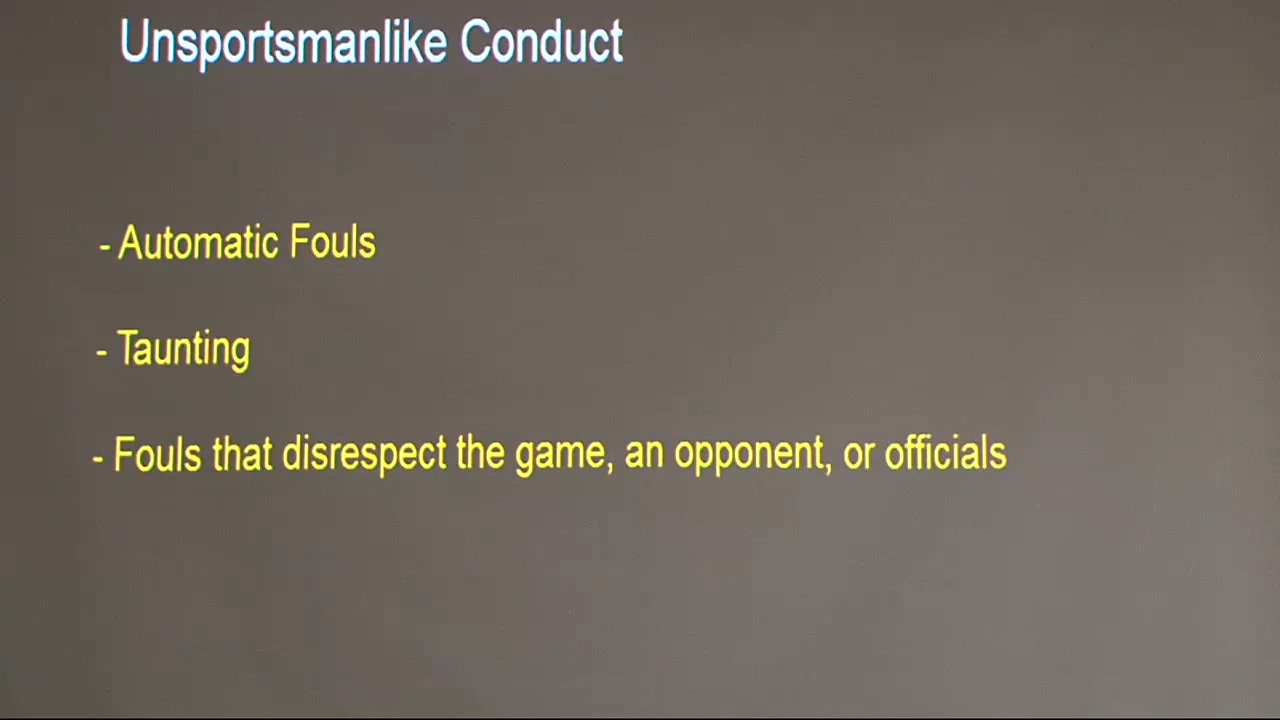 Unsportsmanlike Conduct
- Automatic Fouls
- Taunting
- Fouls that disrespect the game, an opponent, or officials